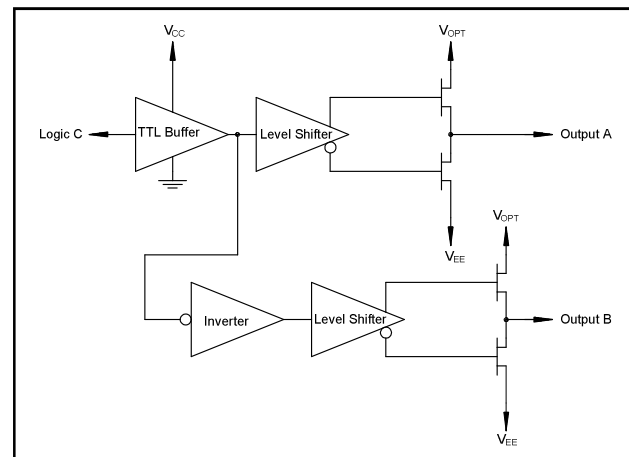 VCC
VOPT
Logic C
TTL Buffer
Level Shifter
Output A
VEE
VOPT
Inverter
Level Shifter
Output B
VEE